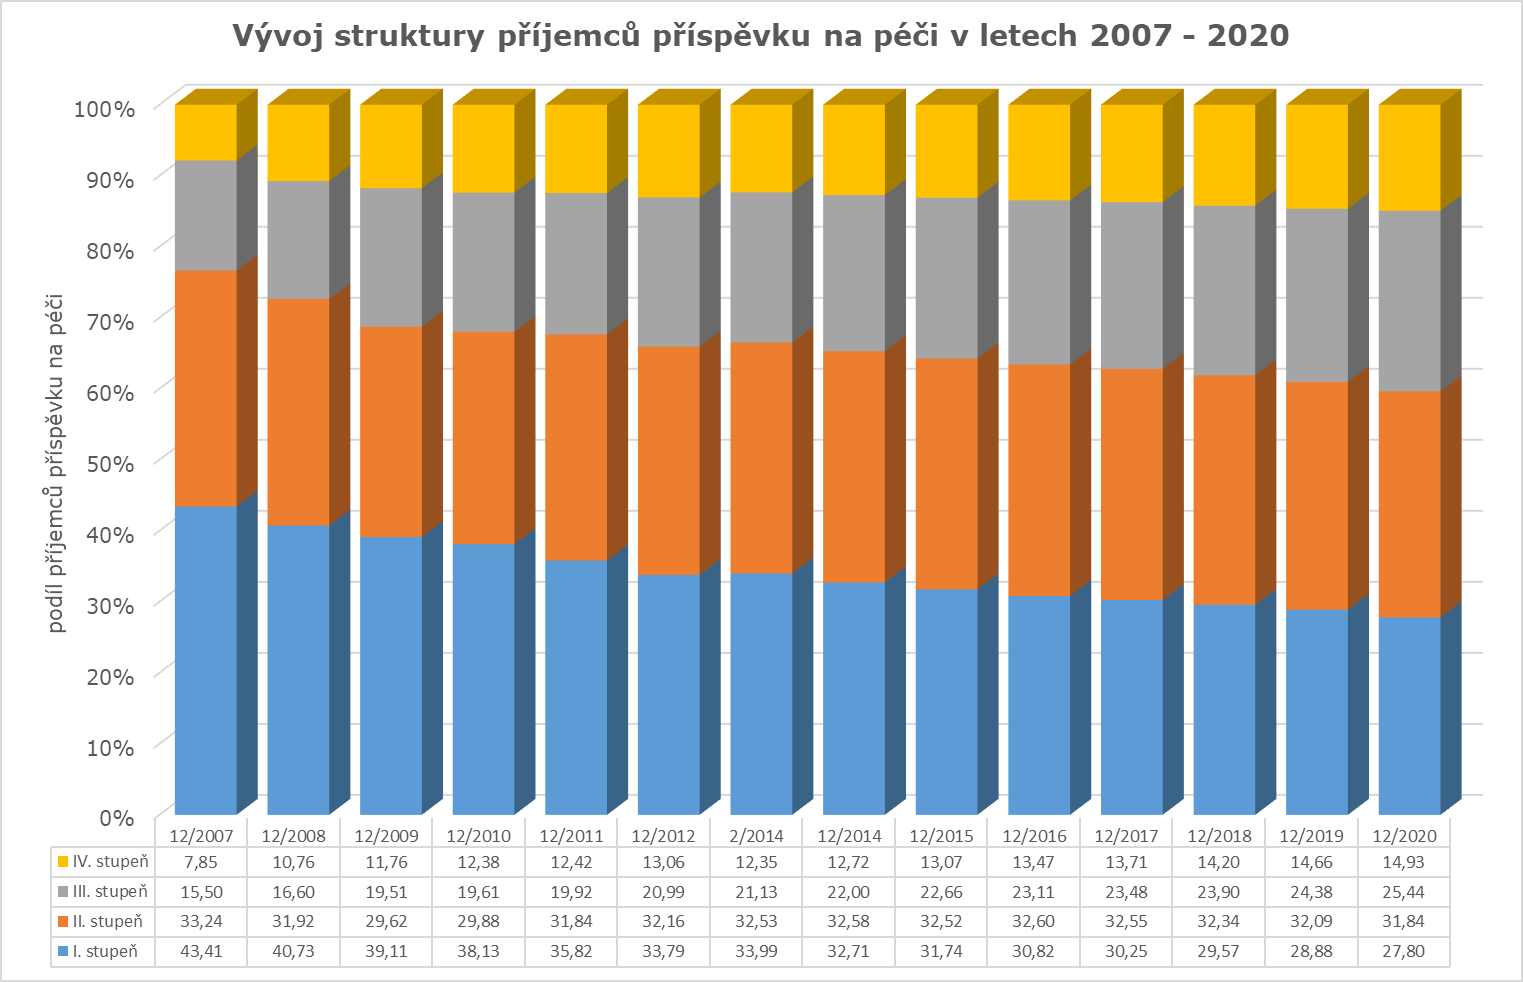 Vývoj struktury příjemců příspěvku na péči v letech 2007 - 2020
podíl příjemců příspěvku na péči
100%
90%
80%
70%
60%
50%
40%
30%
20%
10%
0%
12/2007 12/2008 12/2009 12/2010 12/2011 12/2012 2/2014 12/2014 12/2015 12/2016 12/2017 12/2018 12/2019 12/2020
IV. stupeň 7,85 10,76 11,76 12,38 12,42 13,06 12,35 12,72 13,07 13,47 13,71 14,20 14,66 14,93
III. stupeň 15,50 16,60 19,51 19,61 19,92 20,99 21,13 22,00 22,66 23,11 23,48 23,90 24,38 25,44
II. stupeň 33,24 31,92 29,62 29,88 31,84 32,16 32,53 32,58 32,52 32,60 32,55 32,34 32,09 31,84
I. stupeň 43,41 40,73 39,11 38,13 35,82 33,79 33,99 32,71 31,74 30,82 30,25 29,57 28,88 27,80